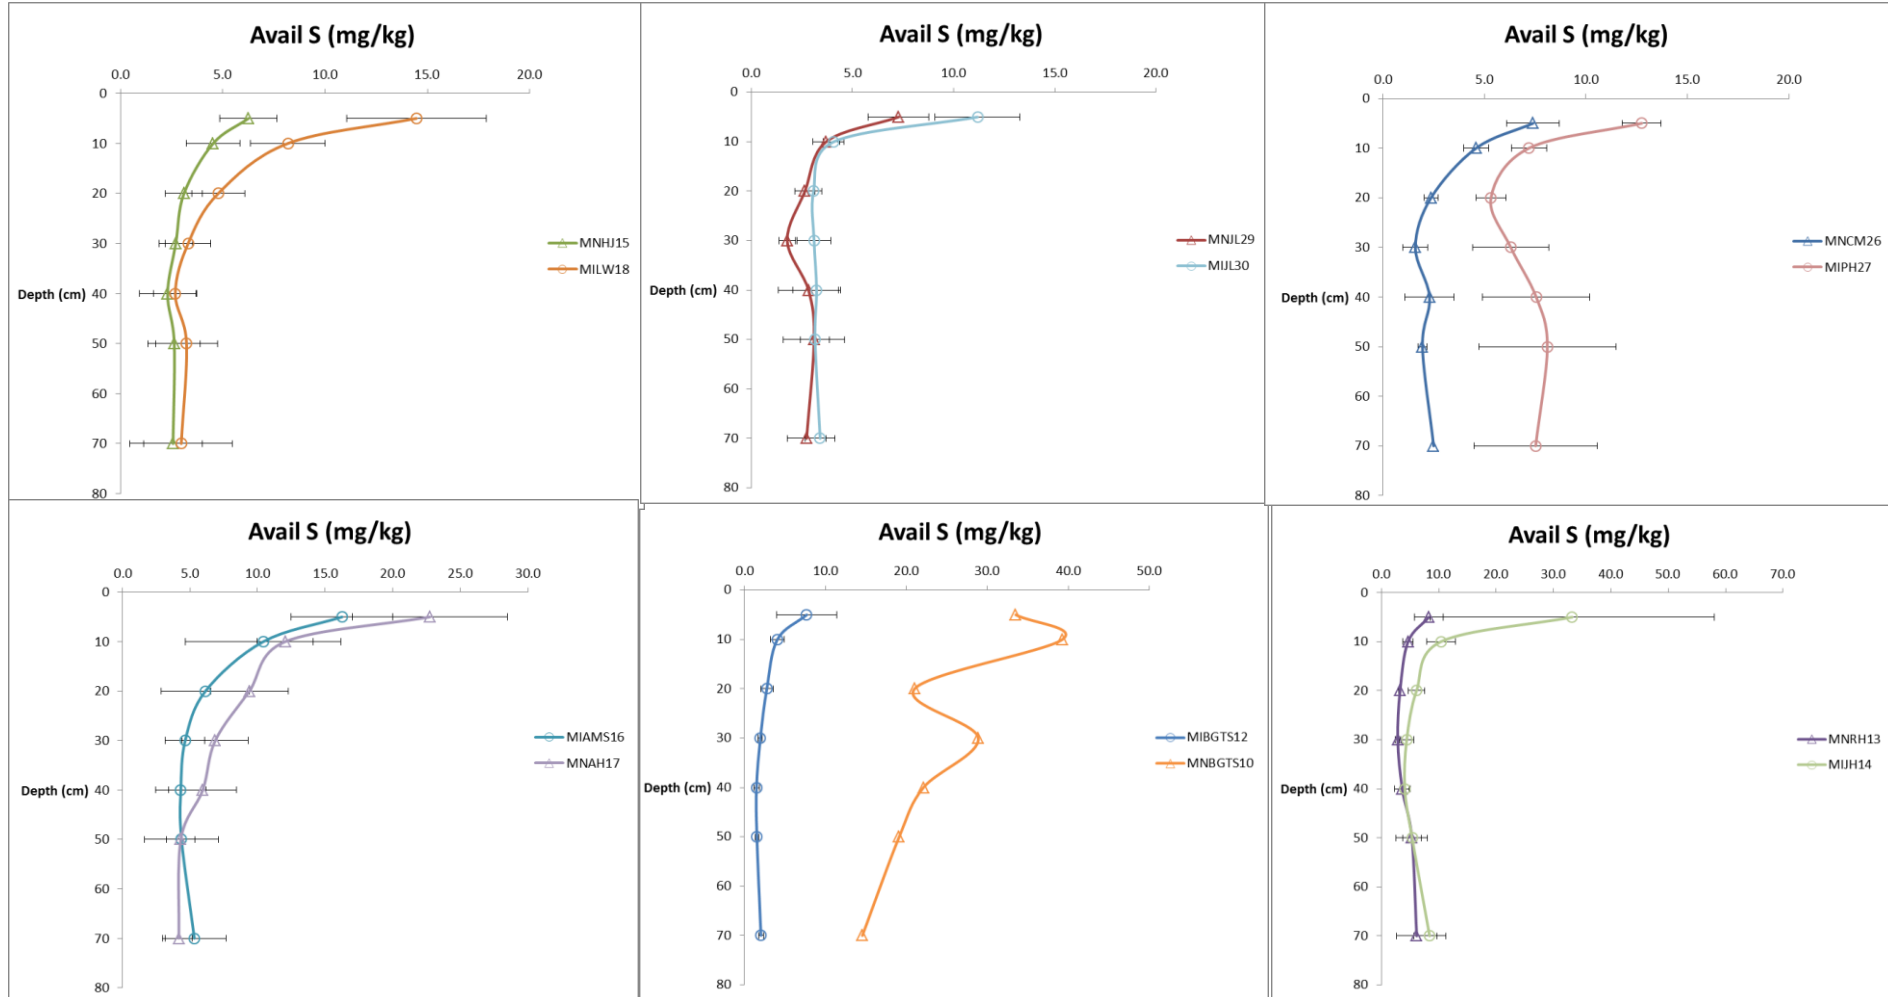 Avail S (mg/kg)
0.0 5.0 10.0 15.0 20.0
0
10
20
30
MNHJ15
MILW18
Depth (cm) 40
50
60
70
80
Avail S (mg/kg)
0.0 5.0 10.0 15.0 20.0
0
10
20
30
MNJL29
MIJL30
Depth (cm) 40
50
60
70
80
Avail S (mg/kg)
0.0 5.0 10.0 15.0 20.0
0
10
20
30
MNCM26
MIPH27
Depth (cm) 40
50
60
70
80
Avail S (mg/kg)
0.0 5.0 10.0 15.0 20.0 25.0 30.0
0
10
20
30
MIAMS16
MNAH17
Depth (cm) 40
50
60
70
80
Avail S (mg/kg)
0.0 10.0 20.0 30.0 40.0 50.0
0
10
20
30
MIBGTS12
MNBGTS10
Depth (cm) 40
50
60
70
80
Avail S (mg/kg)
0.0 10.0 20.0 30.0 40.0 50.0 60.0 70.0
0
10
20
30
MNRH13
MIJH14
Depth (cm) 40
50
60
70
80